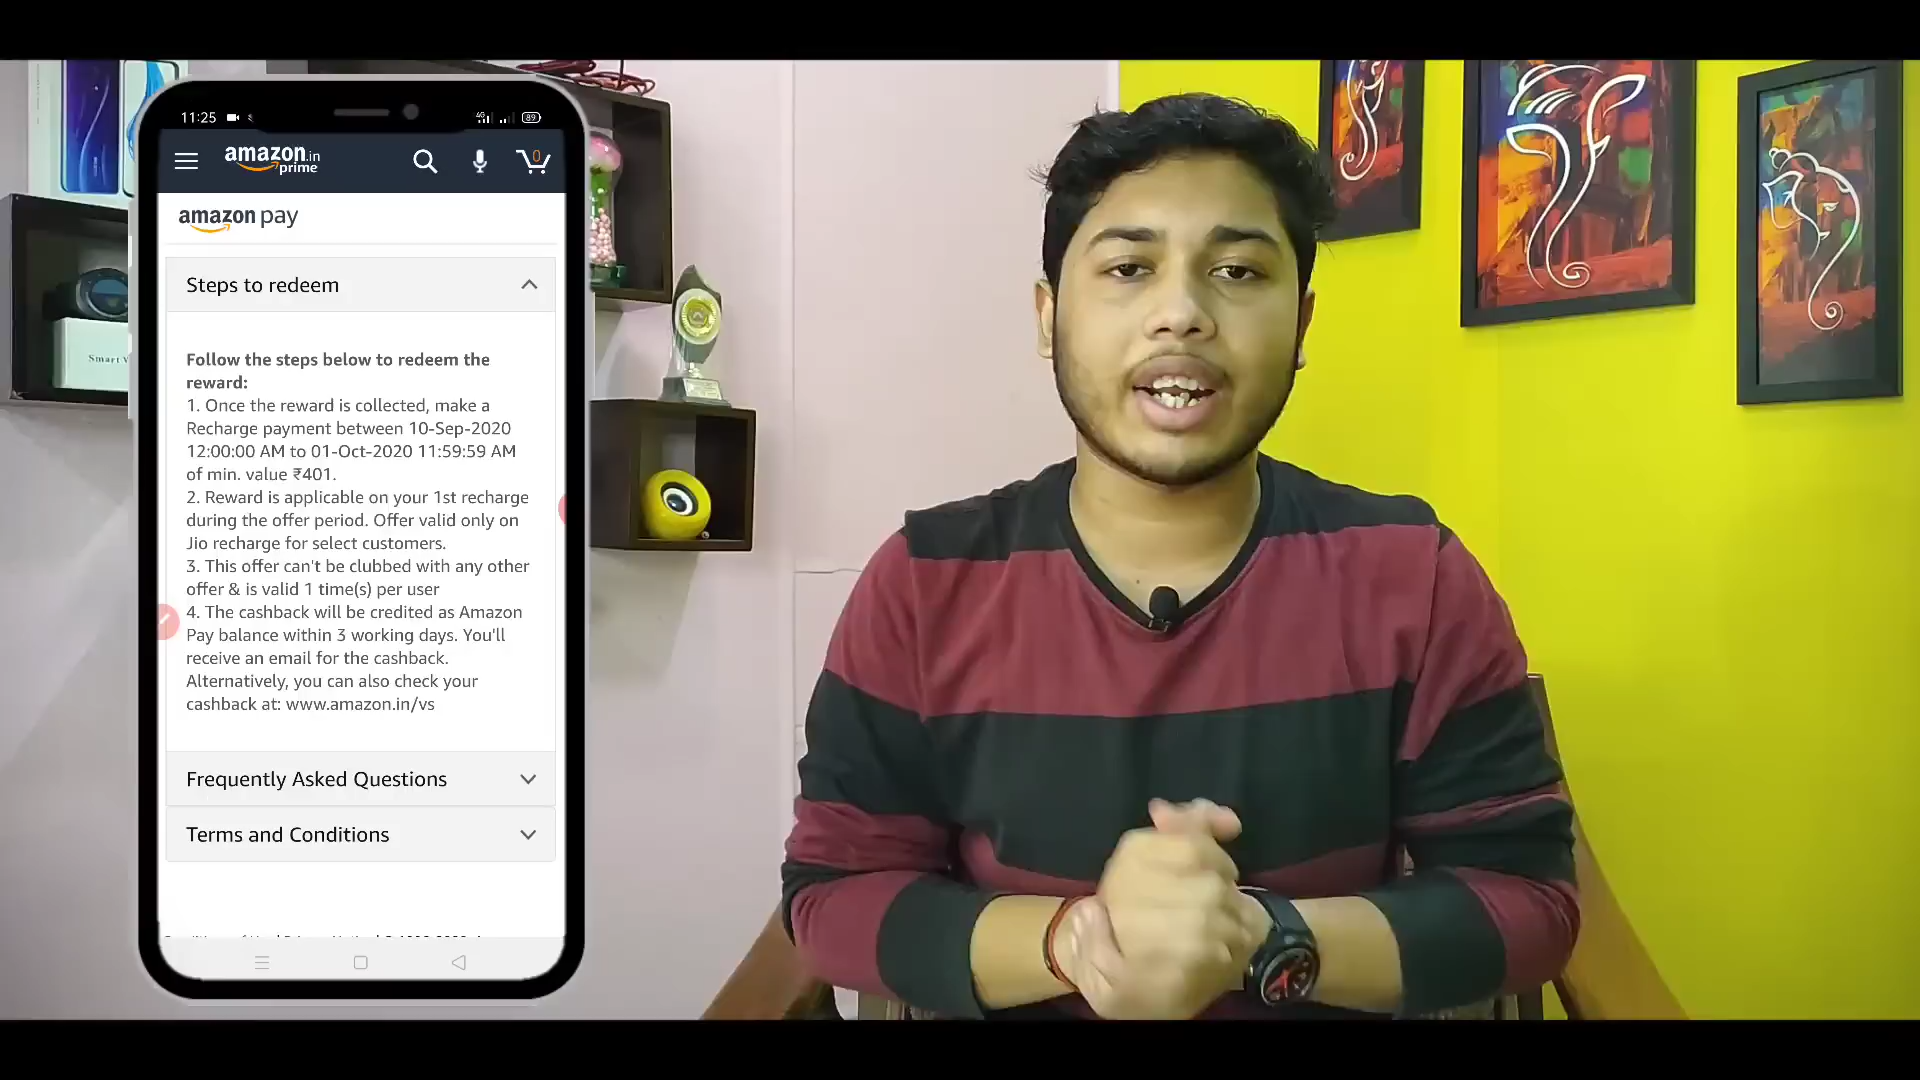 11:25
4G
89
amazon.in
prime
0
amazon pay
Steps to redeem
Follow the steps below to redeem the
reward:
1. Once the reward is collected, make a
Recharge payment between 10-Sep-2020
12:00:00 AM to 01-Oct-2020 11:59:59 AM
of min. value ₹401.
2. Reward is applicable on your 1st recharge
during the offer period. Offer valid only on
Jio recharge for select customers.
3. This offer can't be clubbed with any other
offer & is valid 1 time(s) per user
4. The cashback will be credited as Amazon
Pay balance within 3 working days. You'll
receive an email for the cashback.
Alternatively, you can also check your
cashback at: www.amazon.in/vs
Frequently Asked Questions
Terms and Conditions
Smart